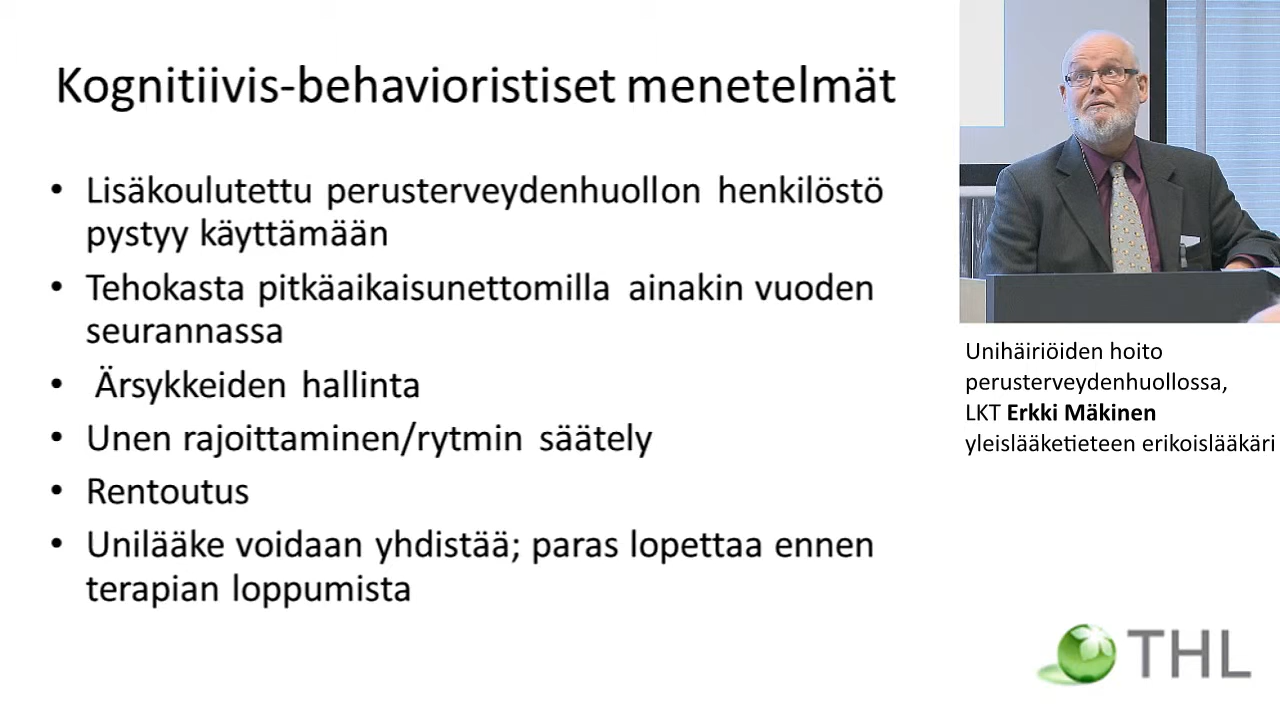 Kognitiivis-behavioristiset menetelmät
• Lisäkoulutettu perusterveydenhuollon henkilöstö
pystyy käyttämään
• Tehokasta pitkäaikaisunettomilla ainakin vuoden
seurannassa
• Ärsykkeiden hallinta
• Unen rajoittaminen/rytmin säätely
• Rentoutus
• Unilääke voidaan yhdistää; paras lopettaa ennen
terapian loppumista
Unihäiriöiden hoito
perusterveydenhuollossa,
LKT Erkki Mäkinen
yleislääketieteen erikoislääkäri
THL